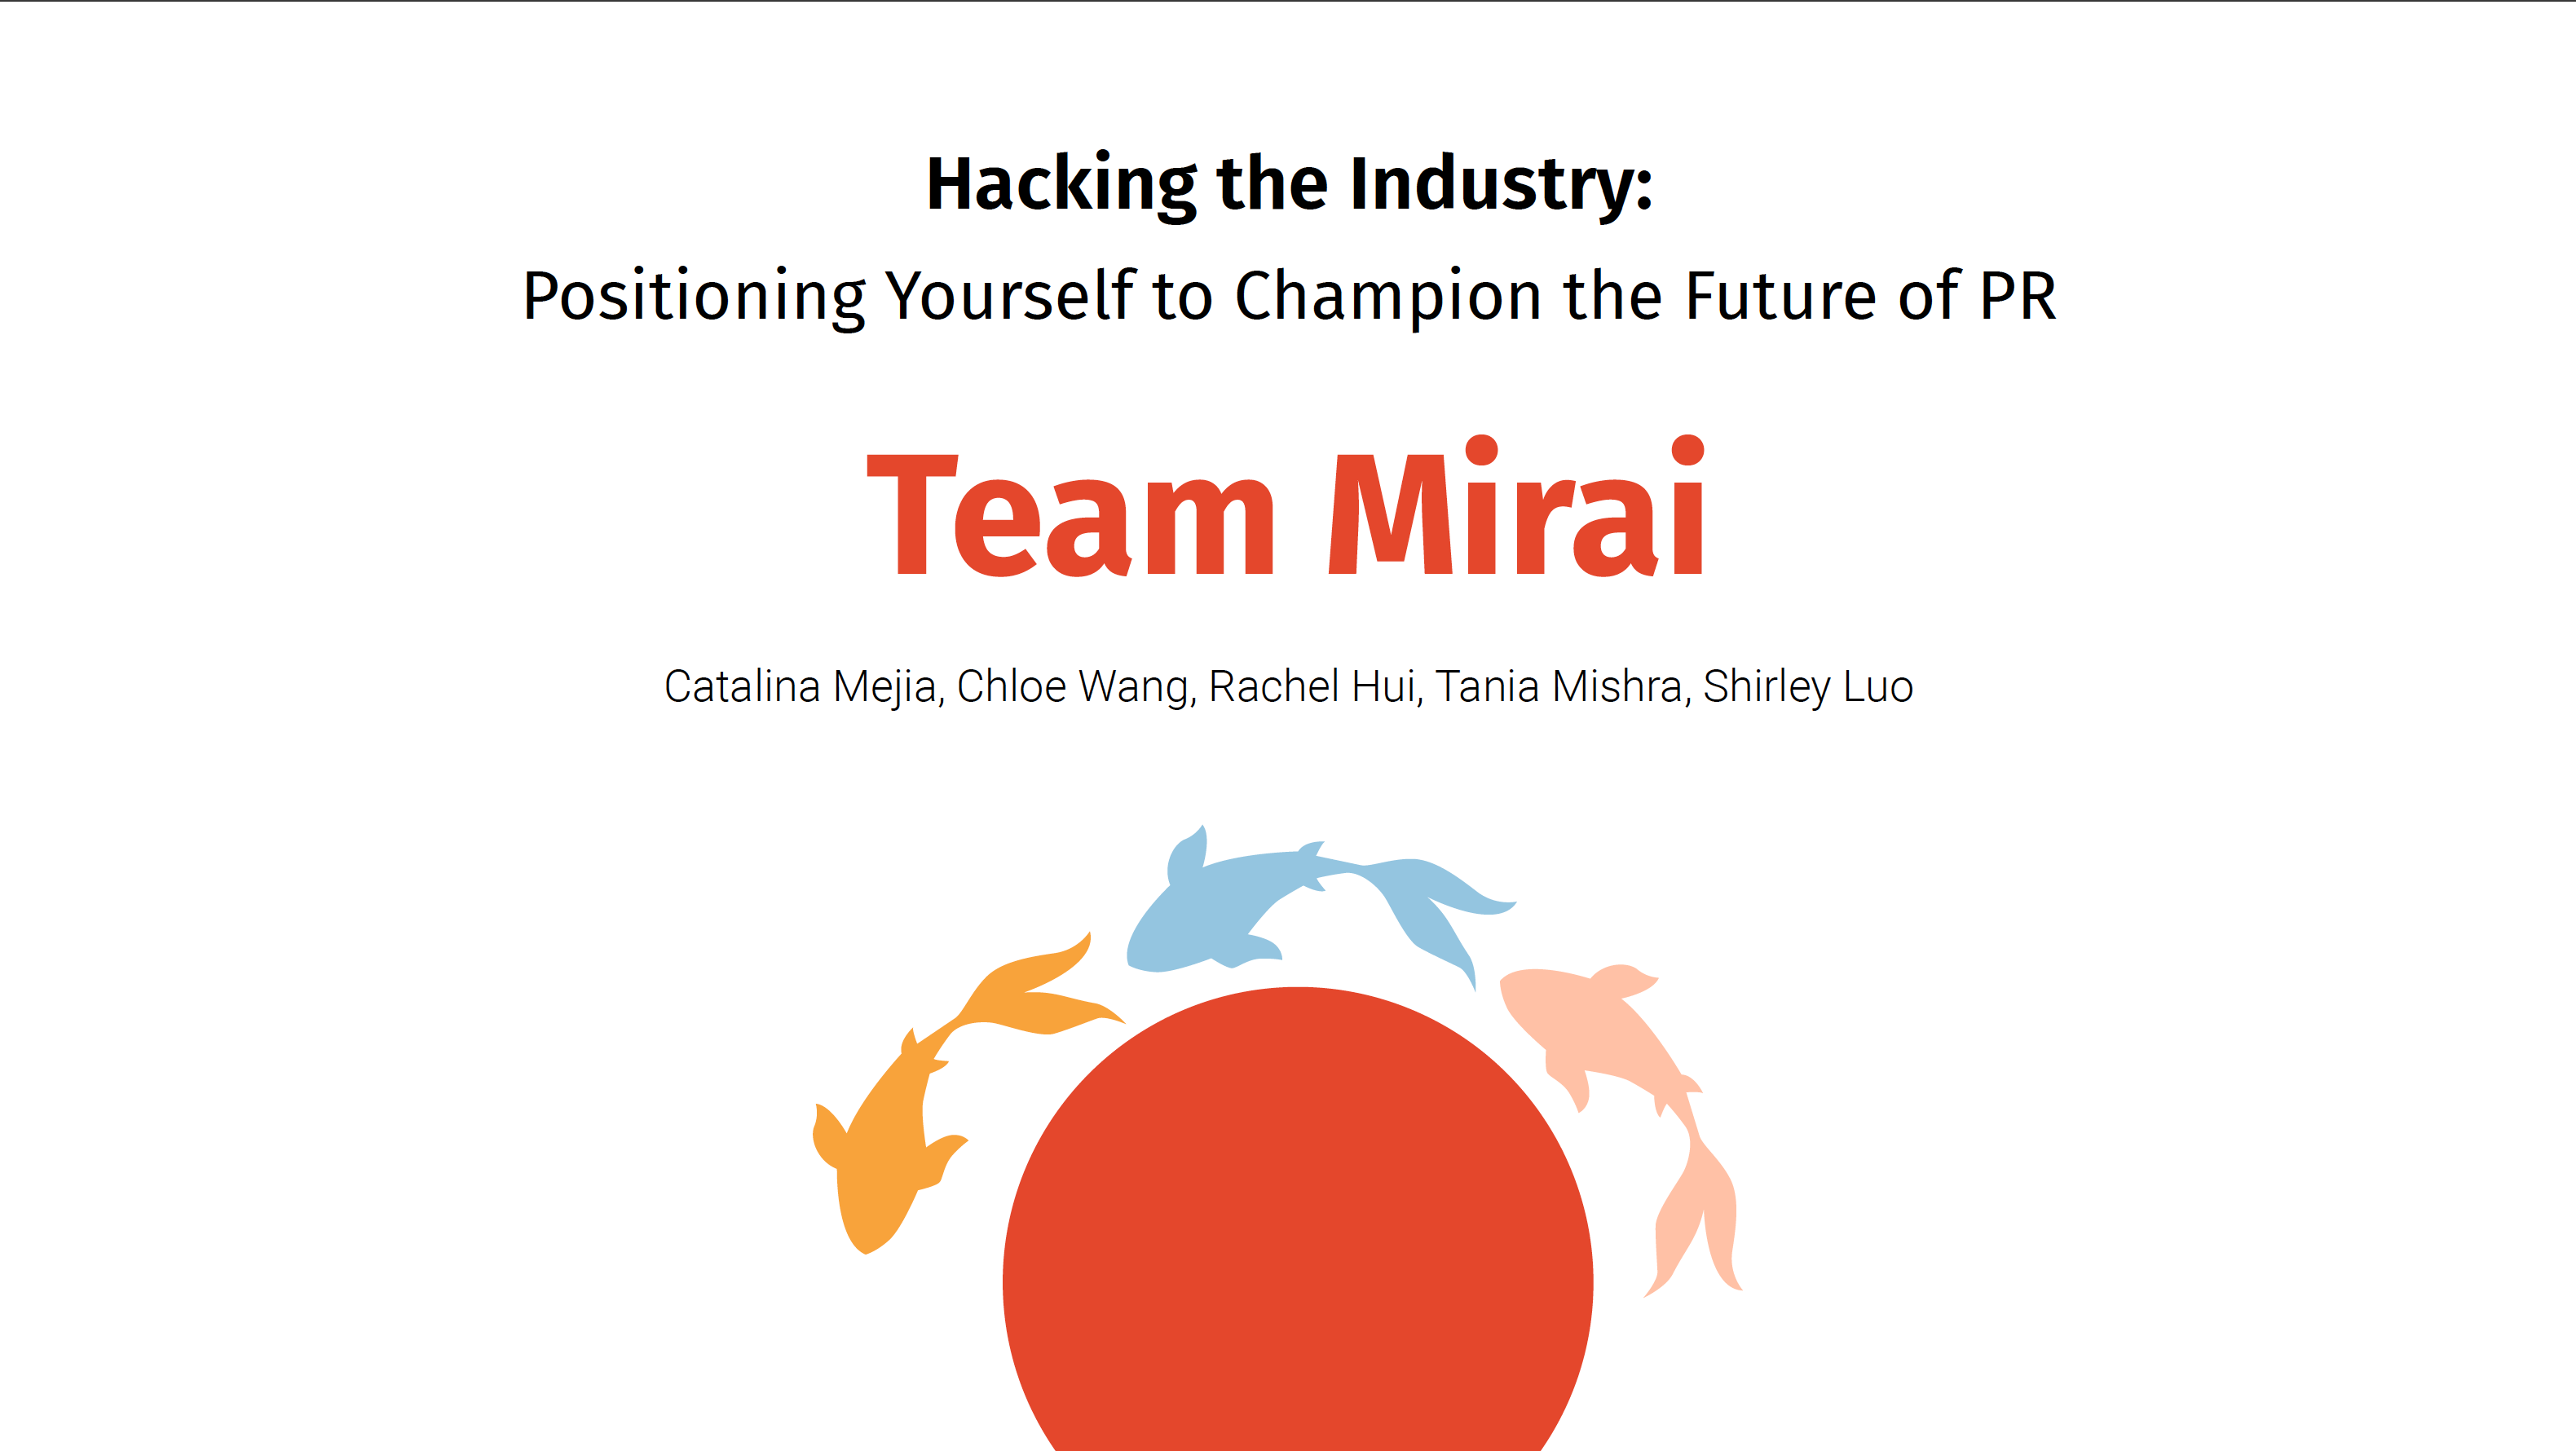 Hacking the Industry:
Positioning Yourself to Champion the Future of PR
Team Mirai
Catalina Mejia, Chloe Wang, Rachel Hui, Tania Mishra, Shirley Luo